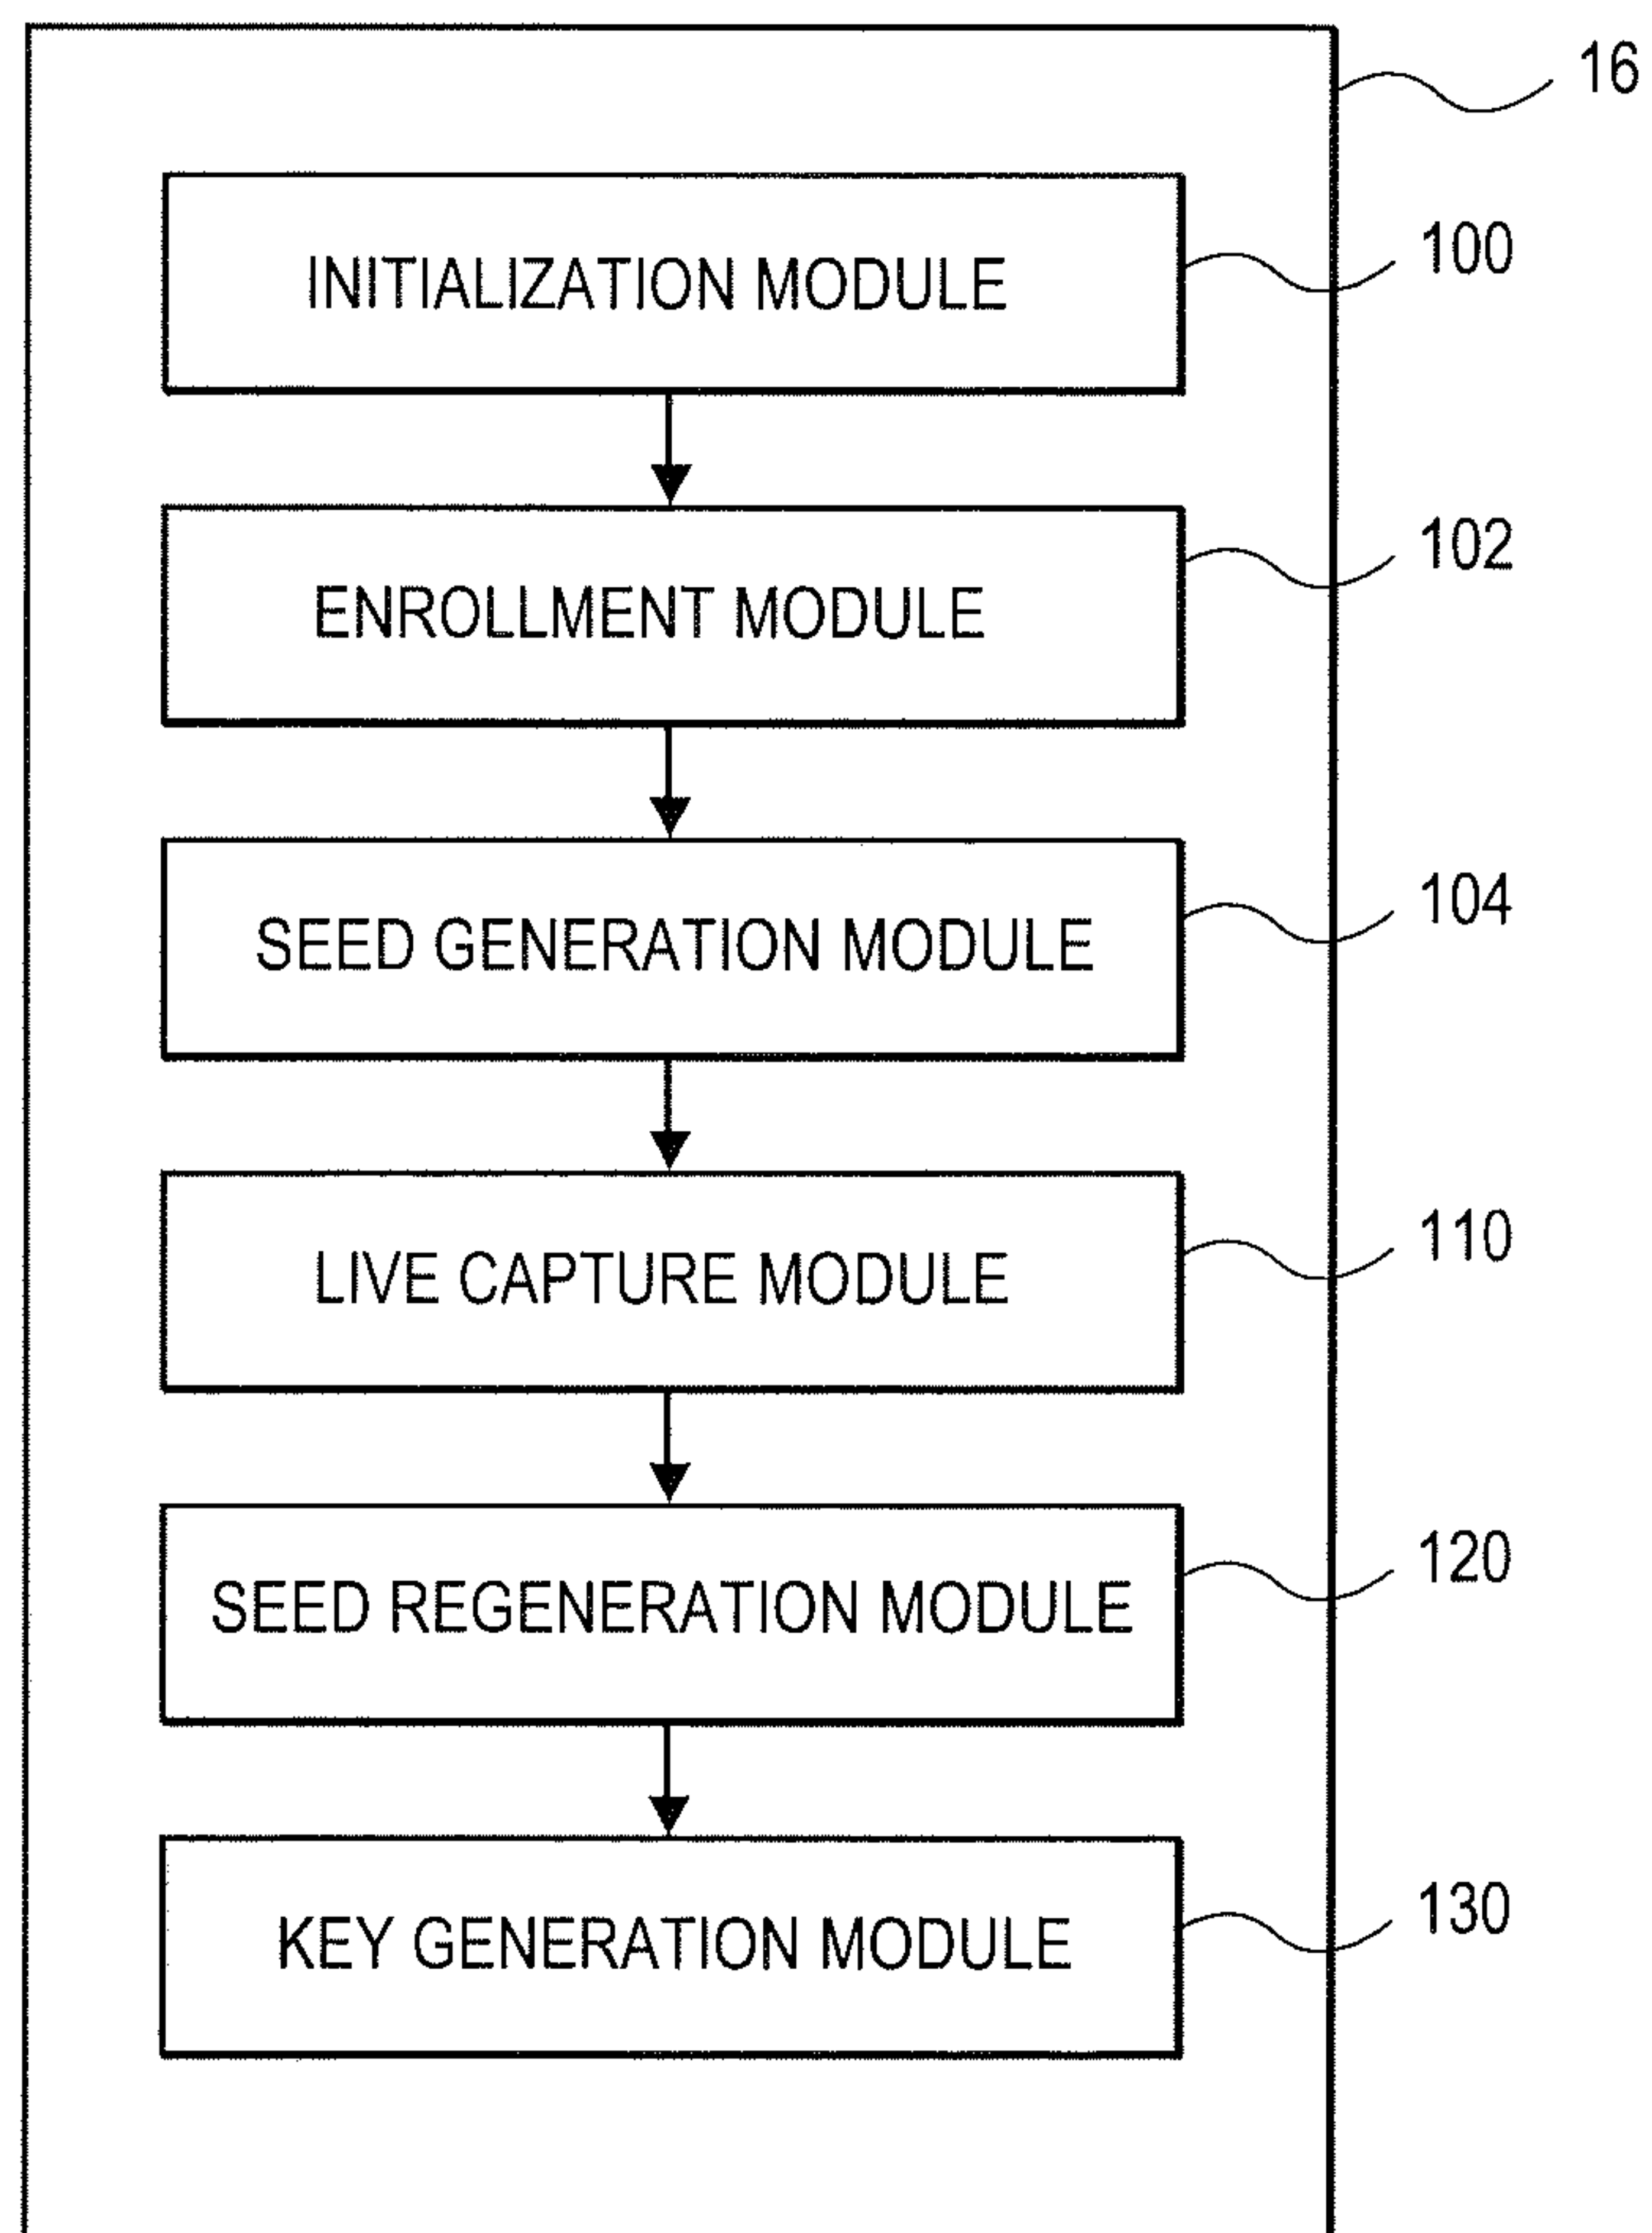 16
INITIALIZATION MODULE
100
ENROLLMENT MODULE
102
SEED GENERATION MODULE
104
LIVE CAPTURE MODULE
110
SEED REGENERATION MODULE
120
KEY GENERATION MODULE
130